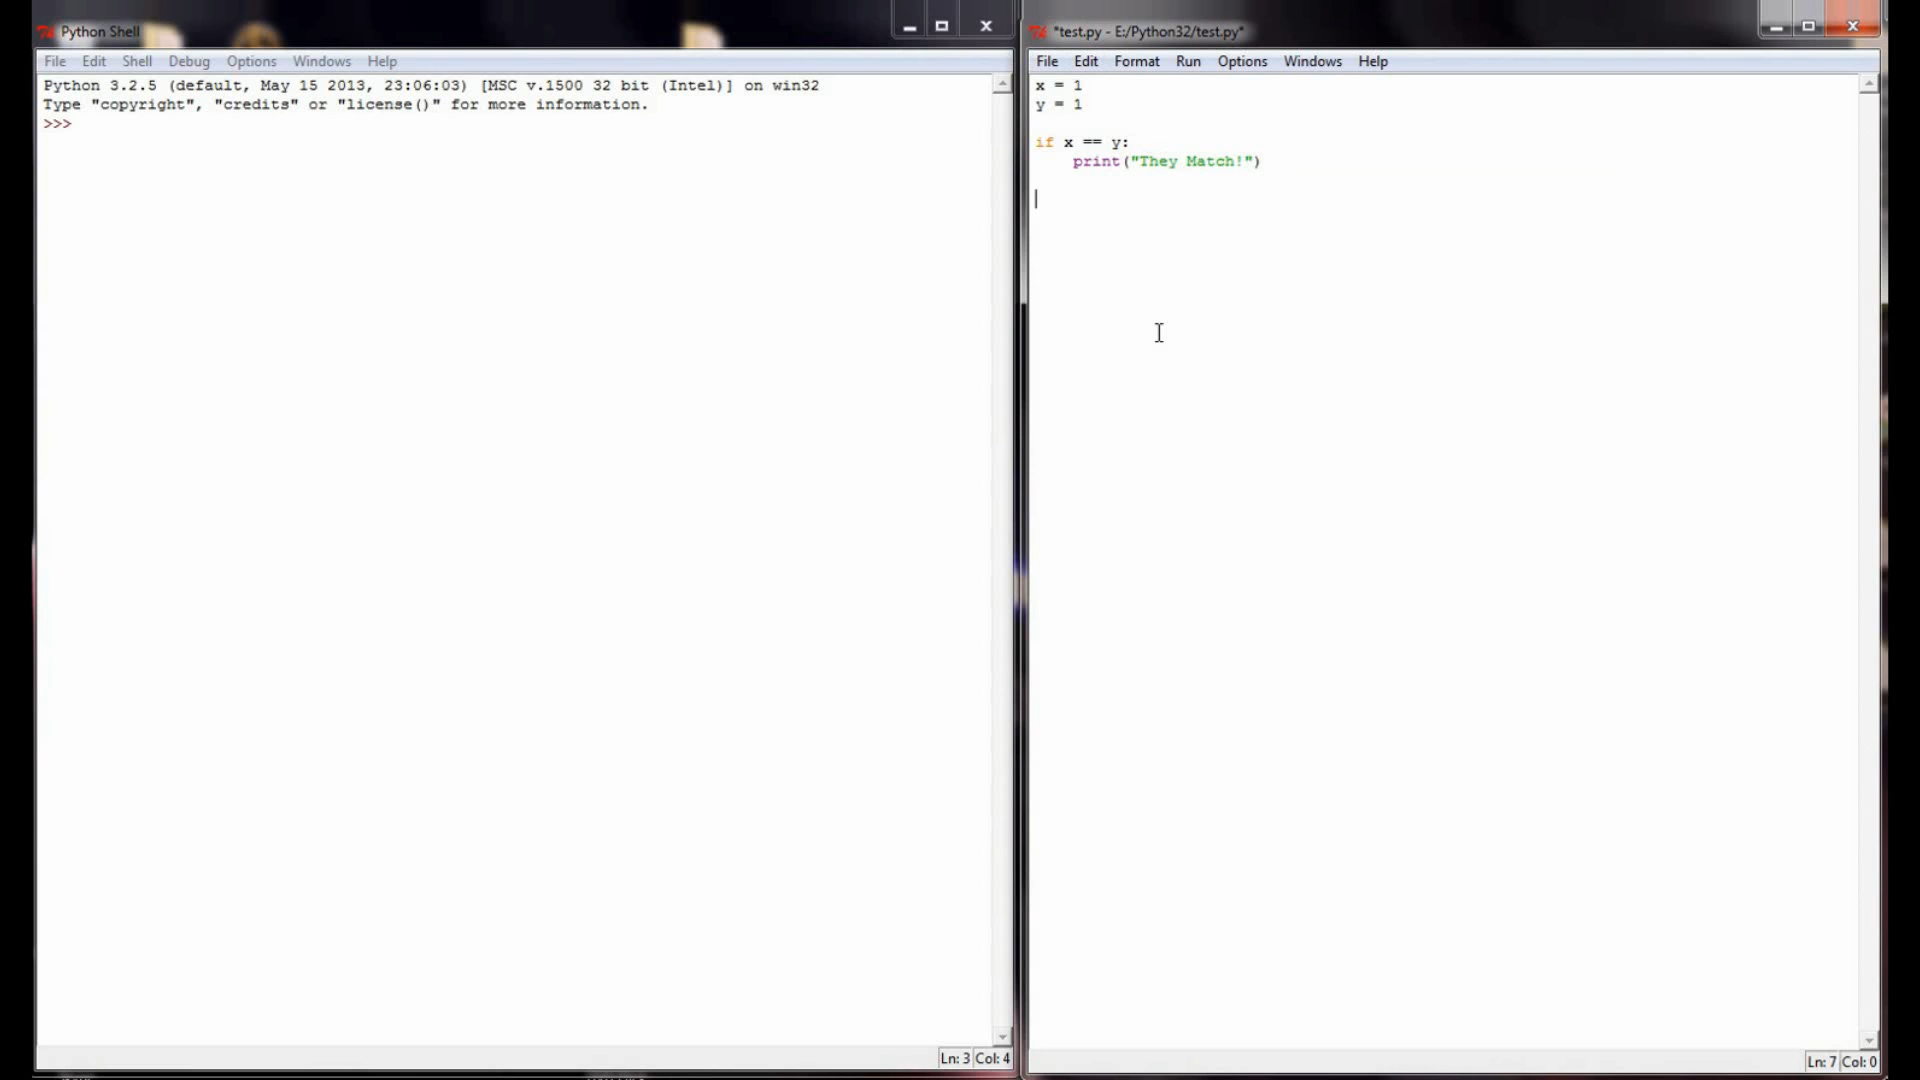 Python Shell
File Edit Shell Debug Options Windows Help
Python 3.2.5 (default, May 15 2013, 23:06:03) [MSC v.1500 32 bit (Intel)] on win32
Type "copyright", "credits" or "license()" for more information.
>>>
Ln: 3 Col: 4
*test.py - E:/Python32/test.py*
File Edit Format Run Options Windows Help
x = 1
y = 1
if x == y:
    print("They Match!")
Ln: 7 Col: 0